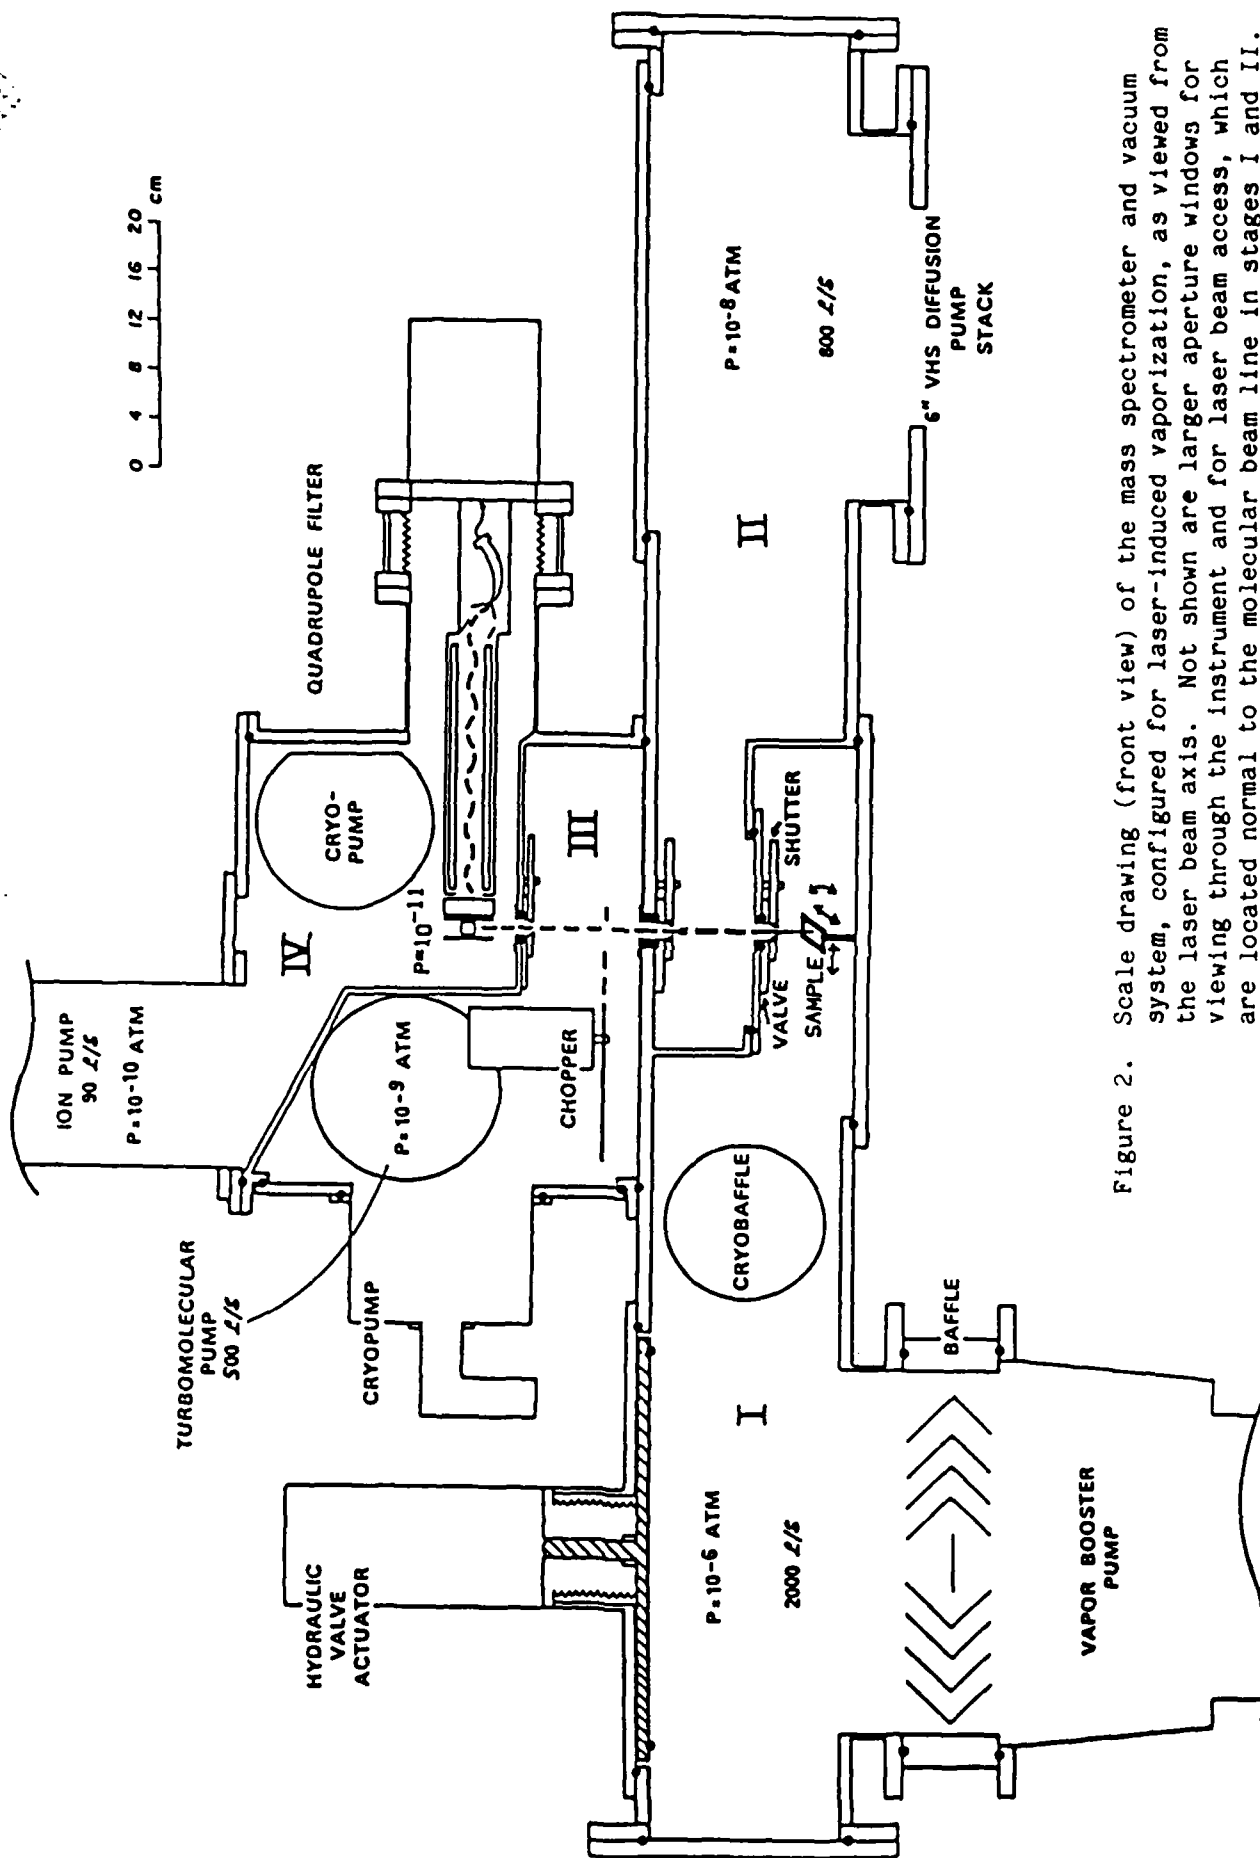 ION PUMP
90 ℓ/s
P=10-10 ATM
TURBOMOLECULAR
PUMP
500 ℓ/s
IV
CRYO-
PUMP
QUADRUPOLE FILTER
0 4 8 12 16 20 cm
P=10-11
P=10-9 ATM
HYDRAULIC
VALVE
ACTUATOR
CRYOPUMP
CHOPPER
III
P=10-6 ATM
2000 ℓ/s
I
CRYOBAFFLE
VALVE
SAMPLE
SHUTTER
II
P=10-8 ATM
800 ℓ/s
6" VHS DIFFUSION
PUMP
STACK
BAFFLE
VAPOR BOOSTER
PUMP
Figure 2. Scale drawing (front view) of the mass spectrometer and vacuum
system, configured for laser-induced vaporization, as viewed from
the laser beam axis. Not shown are larger aperture windows for
viewing through the instrument and for laser beam access, which
are located normal to the molecular beam line in stages I and II.